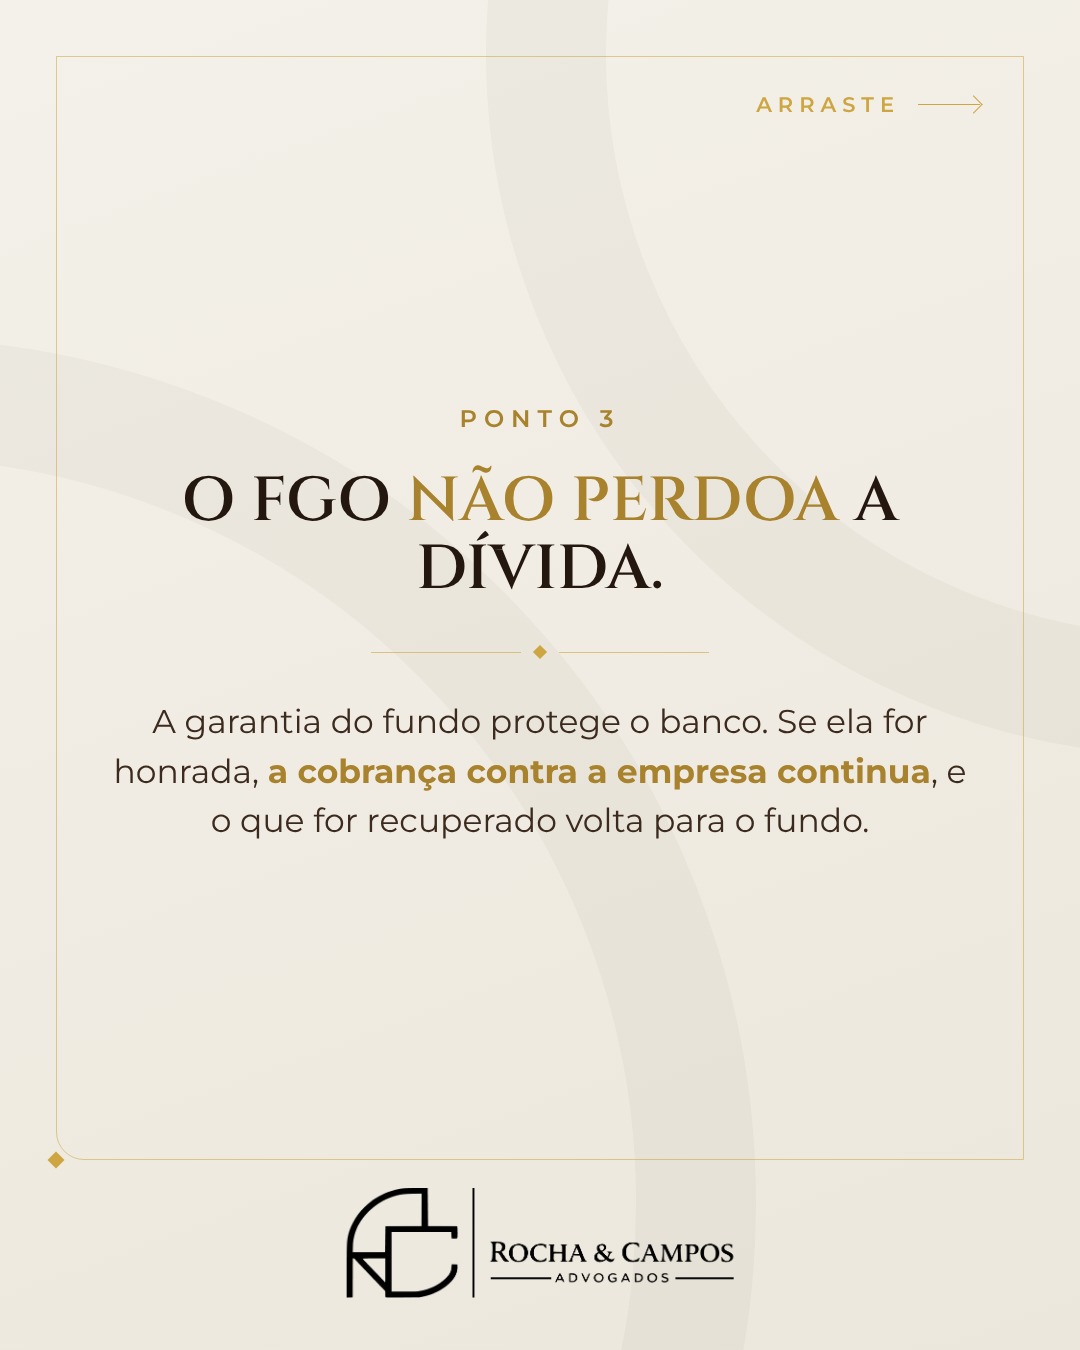 ARRASTE
PONTO 3
O FGO NÃO PERDOA A
DÍVIDA.
A garantia do fundo protege o banco. Se ela for
honrada, a cobrança contra a empresa continua, e
o que for recuperado volta para o fundo.
ROCHA & CAMPOS
ADVOGADOS